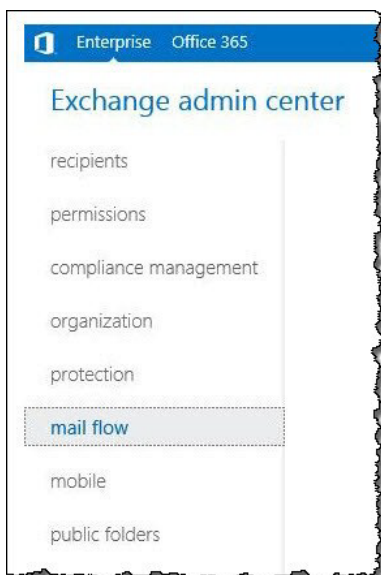 Enterprise Office 365
Exchange admin center
recipients
permissions
compliance management
organization
protection
mail flow
mobile
public folders